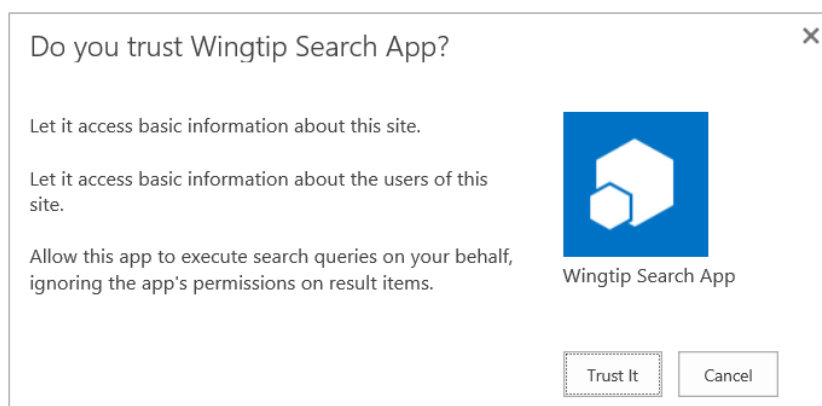 Do you trust Wingtip Search App?
Let it access basic information about this site.
Let it access basic information about the users of this
site.
Allow this app to execute search queries on your behalf,
ignoring the app's permissions on result items.
Wingtip Search App
Trust It
Cancel